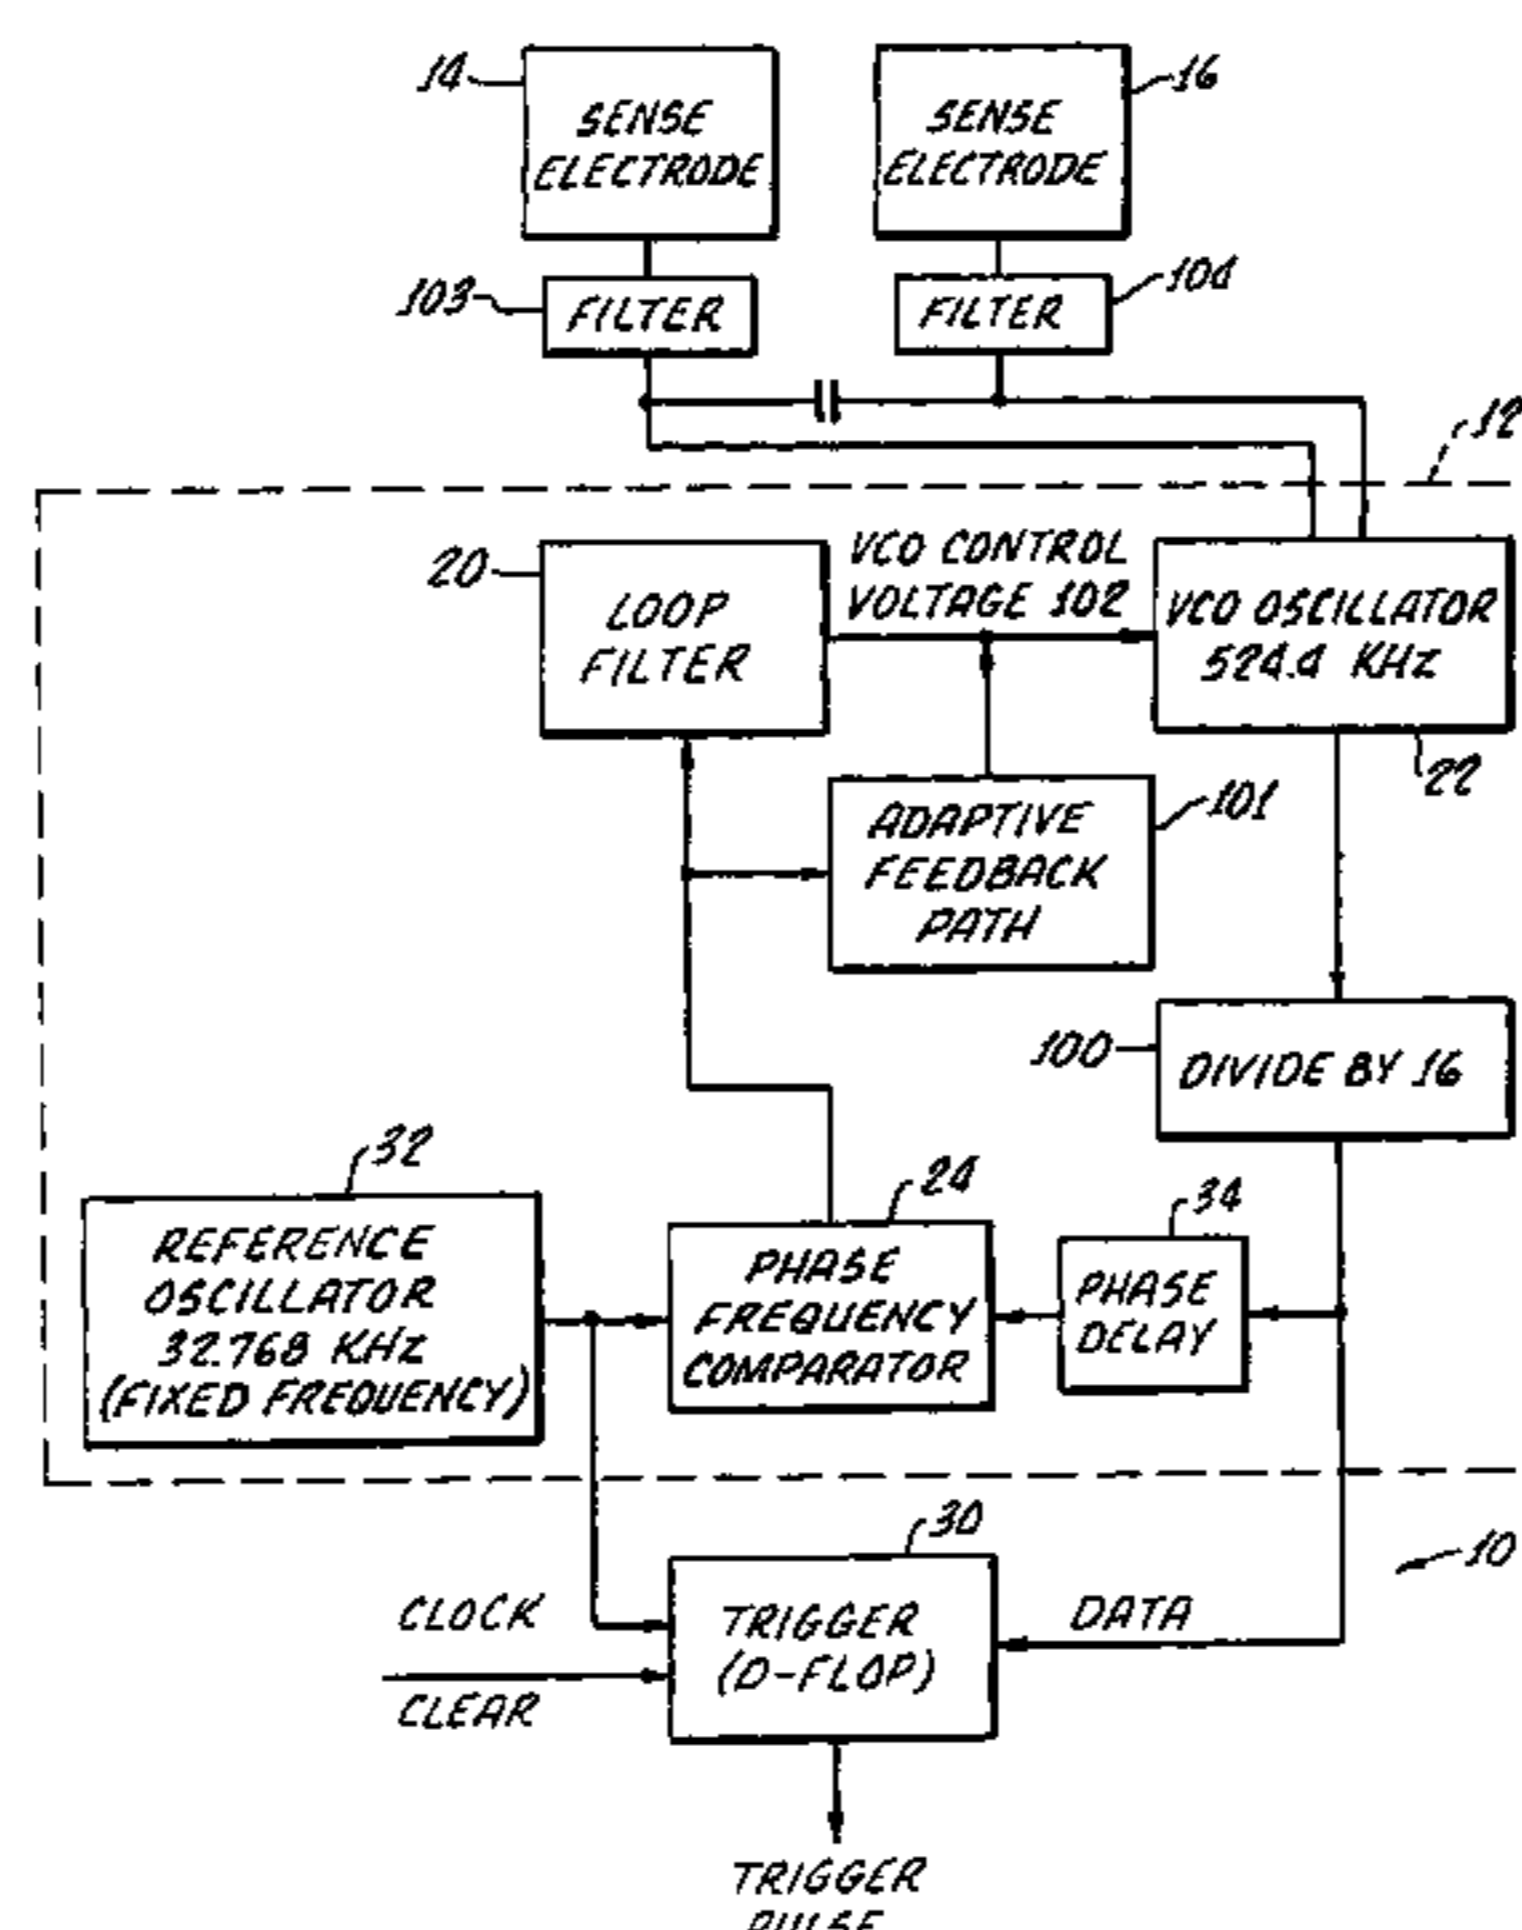 14
SENSE
ELECTRODE
16
SENSE
ELECTRODE
103
FILTER
104
FILTER
12
20
LOOP
FILTER
VCO CONTROL
VOLTAGE 102
VCO OSCILLATOR
524.4 KHz
22
ADAPTIVE
FEEDBACK
PATH
101
100
DIVIDE BY 16
32
REFERENCE
OSCILLATOR
32.768 KHz
(FIXED FREQUENCY)
24
PHASE
FREQUENCY
COMPARATOR
34
PHASE
DELAY
30
10
CLOCK
CLEAR
TRIGGER
(D-FLOP)
DATA
TRIGGER
PULSE